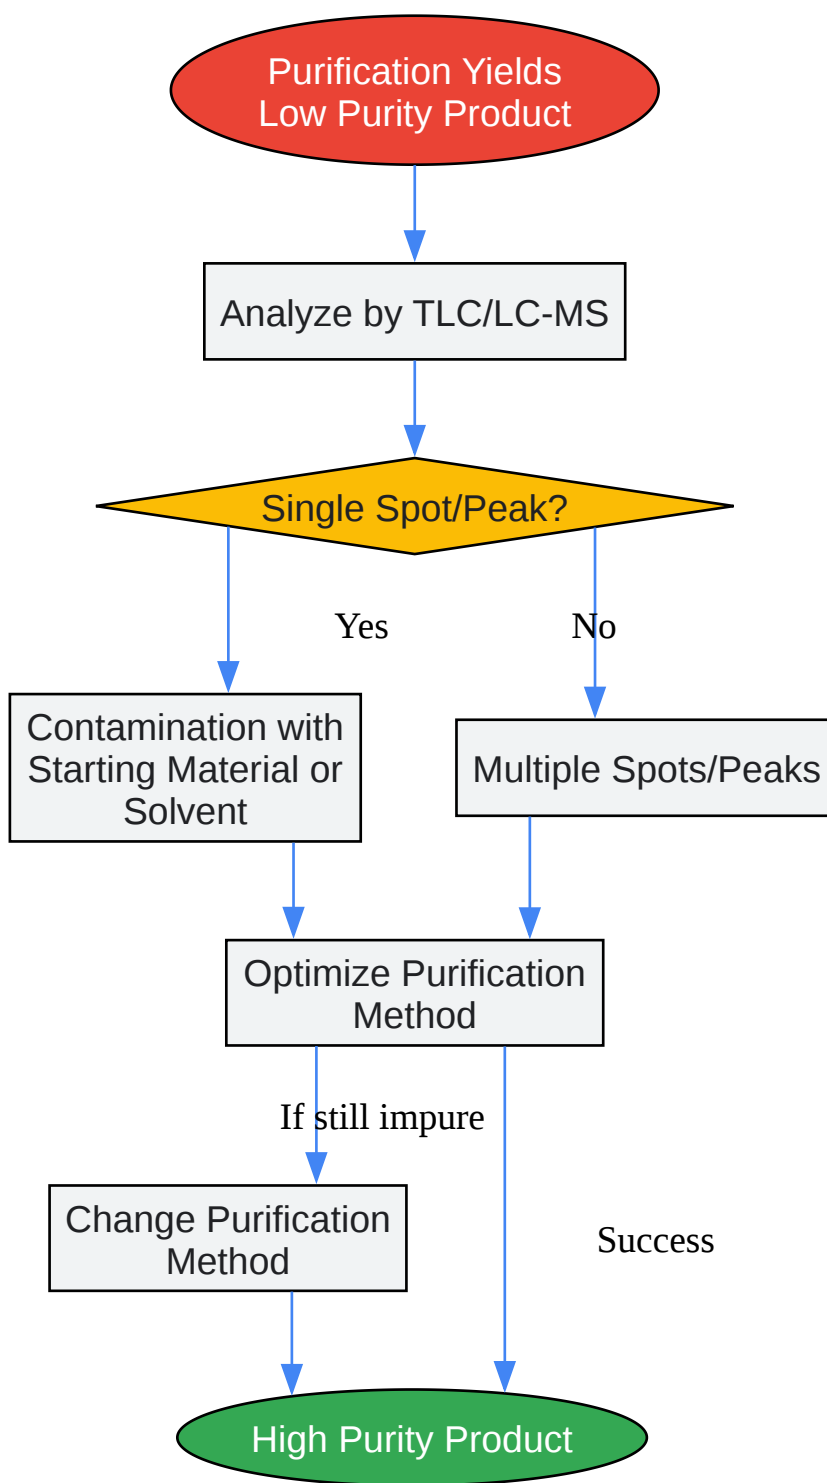 Purification Yields
Low Purity Product
Analyze by TLC/LC-MS
Single Spot/Peak?
Yes
No
Contamination with
Starting Material or
Solvent
Multiple Spots/Peaks
Optimize Purification
Method
If still impure
Change Purification
Method
Success
High Purity Product